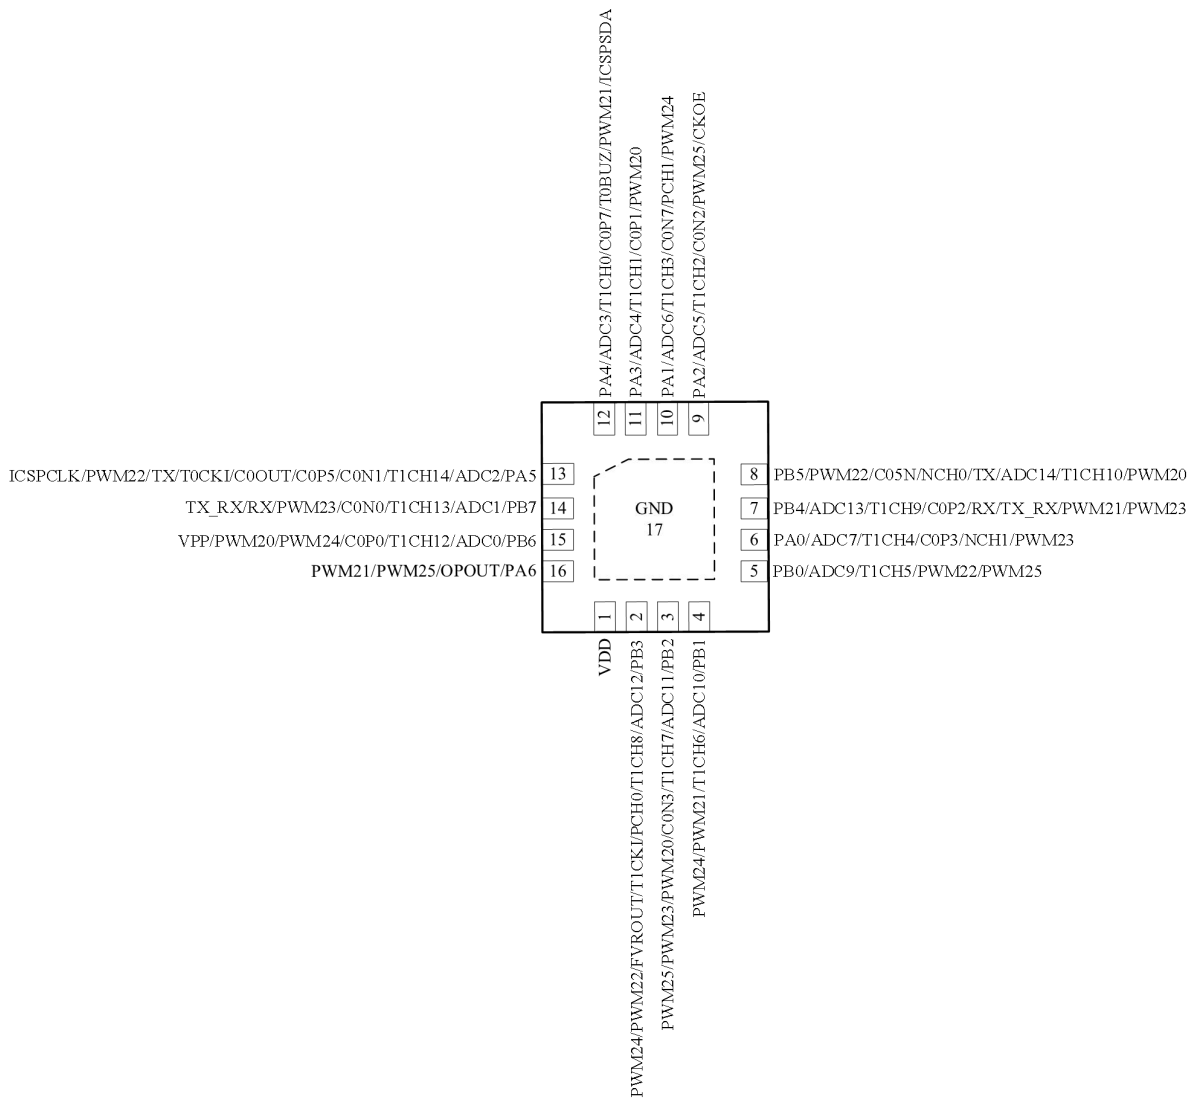 PA4/ADC3/T1CH0/C0P7/T0BUZ/PWM21/ICSPSDA
PA3/ADC4/T1CH1/C0P1/PWM20
PA1/ADC6/T1CH3/C0N7/PCH1/PWM24
PA2/ADC5/T1CH2/C0N2/PWM25/CKOE
12
11
10
9
ICSPCLK/PWM22/TX/T0CKI/C0OUT/C0P5/C0N1/T1CH14/ADC2/PA5
13
8
PB5/PWM22/C05N/NCH0/TX/ADC14/T1CH10/PWM20
TX_RX/RX/PWM23/C0N0/T1CH13/ADC1/PB7
14
GND
7
PB4/ADC13/T1CH9/C0P2/RX/TX_RX/PWM21/PWM23
17
VPP/PWM20/PWM24/C0P0/T1CH12/ADC0/PB6
15
6
PA0/ADC7/T1CH4/C0P3/NCH1/PWM23
PWM21/PWM25/OPOUT/PA6
16
5
PB0/ADC9/T1CH5/PWM22/PWM25
1
2
3
4
VDD
PWM24/PWM22/FVROUT/T1CKI/PCH0/T1CH8/ADC12/PB3
PWM25/PWM23/PWM20/C0N3/T1CH7/ADC11/PB2
PWM24/PWM21/T1CH6/ADC10/PB1